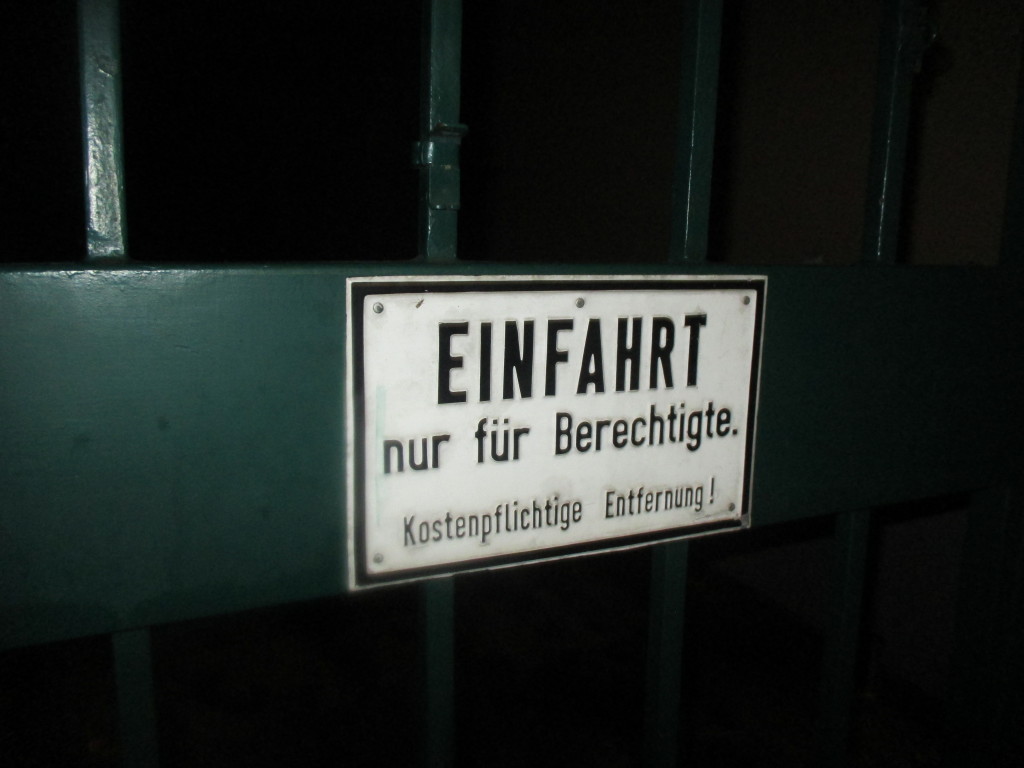 EINFAHRT
nur für Berechtigte.
Kostenpflichtige Entfernung!